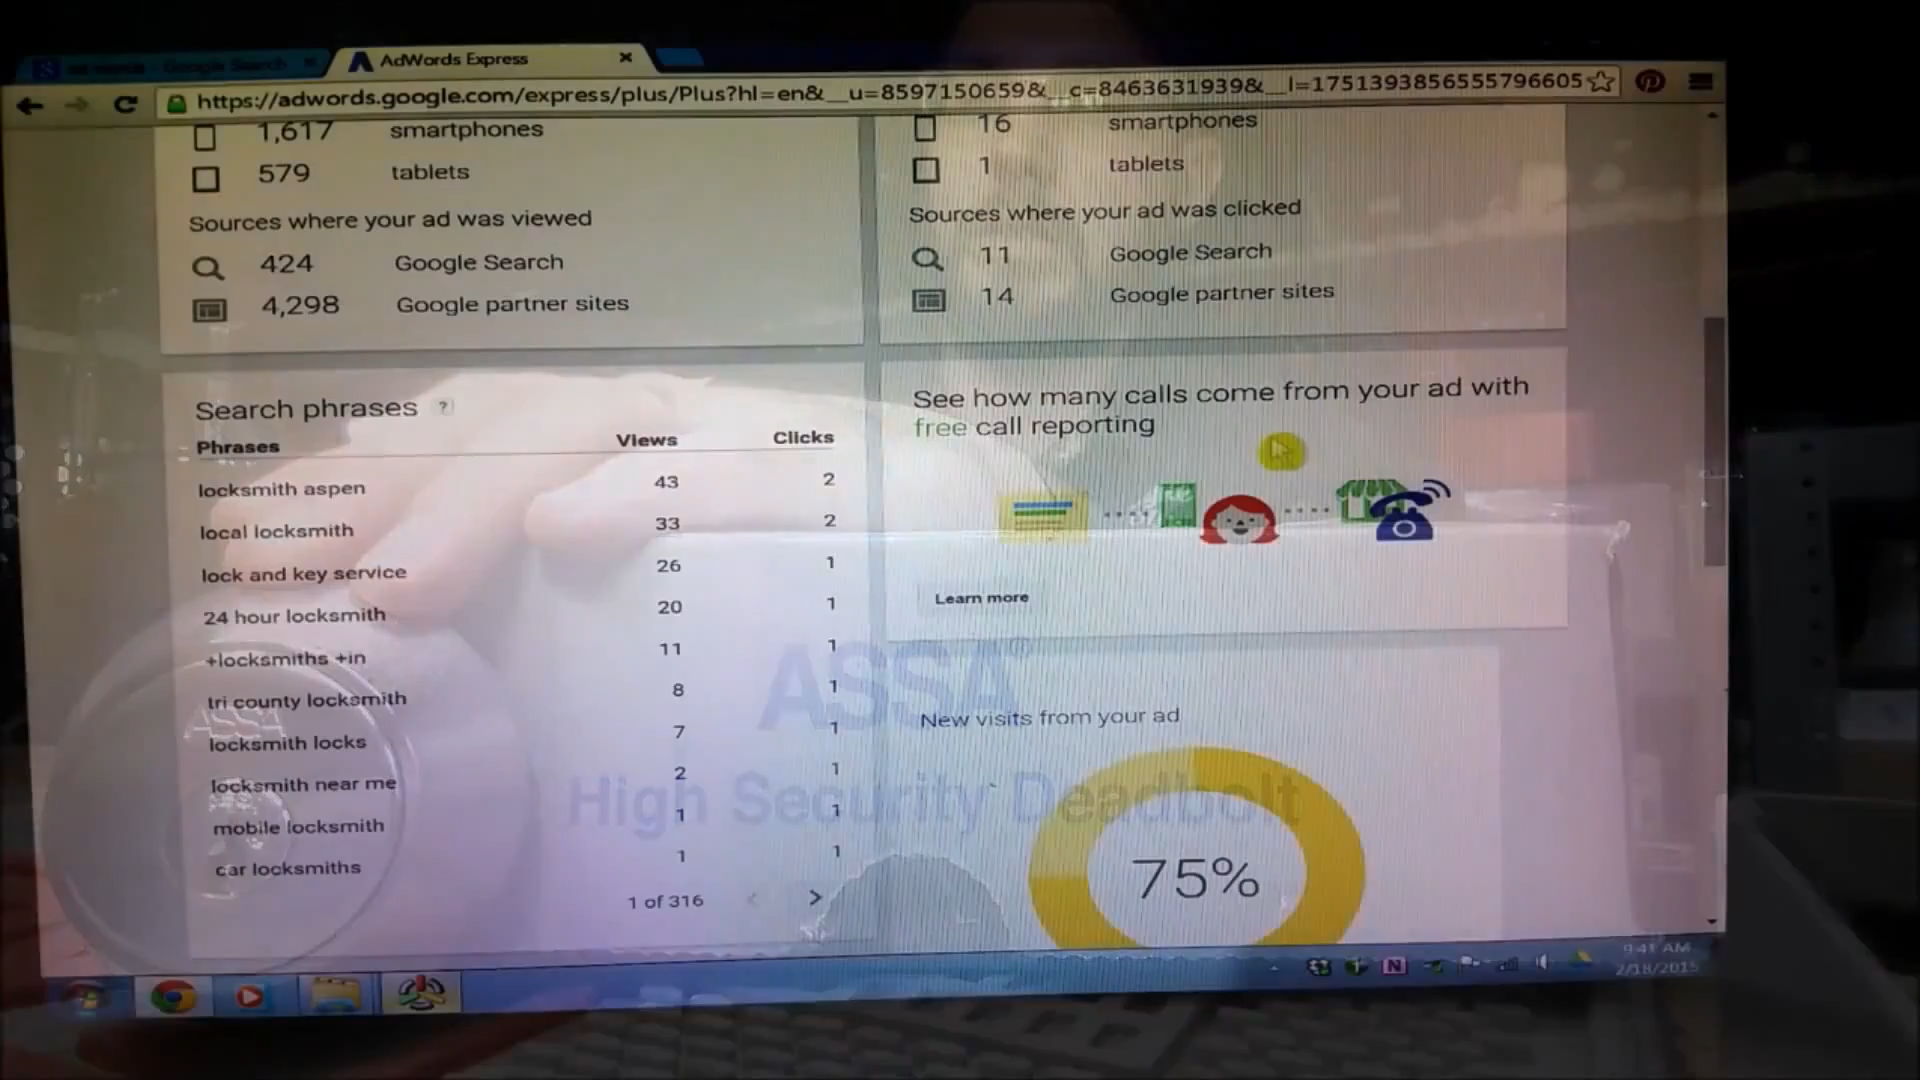 AdWords Express
https://adwords.google.com/express/plus/Plus?hl=en&__u=8597150659&__c=8463631939&__l=1751393856555796605
1,617 smartphones
579 tablets
Sources where your ad was viewed
424 Google Search
4,298 Google partner sites
16 smartphones
1 tablets
Sources where your ad was clicked
11 Google Search
14 Google partner sites
Search phrases ?
Phrases Views Clicks
locksmith aspen 43 2
local locksmith 33 2
lock and key service 26 1
24 hour locksmith 20 1
+locksmiths +in 11 1
tri county locksmith 8 1
locksmith locks 7 1
locksmith near me 2 1
mobile locksmith 1 1
car locksmiths 1 1
1 of 316
See how many calls come from your ad with
free call reporting
Learn more
New visits from your ad
75%
ASSA®
High Security Deadbolt
ASSA
9:41 AM
2/18/2015